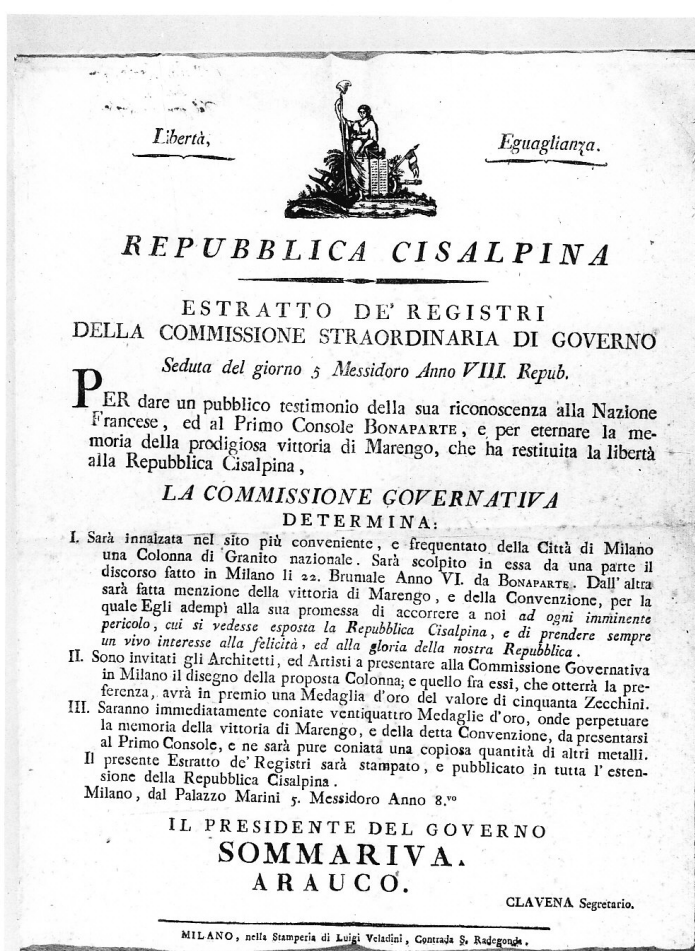 Libertà,
Eguaglianza.
REPUBBLICA CISALPINA
ESTRATTO DE' REGISTRI
DELLA COMMISSIONE STRAORDINARIA DI GOVERNO
Seduta del giorno 5 Messidoro Anno VIII. Repub.
PER dare un pubblico testimonio della sua riconoscenza alla Nazione
Francese, ed al Primo Console BONAPARTE, e per eternare la me-
moria della prodigiosa vittoria di Marengo, che ha restituita la libertà
alla Repubblica Cisalpina,
LA COMMISSIONE GOVERNATIVA
DETERMINA:
I. Sarà innalzata nel sito più conveniente, e frequentato della Città di Milano
una Colonna di Granito nazionale. Sarà scolpito in essa da una parte il
discorso fatto in Milano li 22. Brumale Anno VI. da BONAPARTE. Dall' altra
sarà fatta menzione della vittoria di Marengo, e della Convenzione, per la
quale Egli adempì alla sua promessa di accorrere a noi ad ogni imminente
pericolo, cui si vedesse esposta la Repubblica Cisalpina, e di prendere sempre
un vivo interesse alla felicità, ed alla gloria della nostra Repubblica.
II. Sono invitati gli Architetti, ed Artisti a presentare alla Commissione Governativa
in Milano il disegno della proposta Colonna; e quello fra essi, che otterrà la pre-
ferenza, avrà in premio una Medaglia d'oro del valore di cinquanta Zecchini.
III. Saranno immediatamente coniate ventiquattro Medaglie d'oro, onde perpetuare
la memoria della vittoria di Marengo, e della detta Convenzione, da presentarsi
al Primo Console, e ne sarà pure coniata una copiosa quantità di altri metalli.
Il presente Estratto de' Registri sarà stampato, e pubblicato in tutta l' esten-
sione della Repubblica Cisalpina.
Milano, dal Palazzo Marini 5. Messidoro Anno 8.vo
IL PRESIDENTE DEL GOVERNO
SOMMARIVA.
ARAUCO.
CLAVENA Segretario.
MILANO, nella Stamperia di Luigi Veladini, Contrada S. Radegonda.